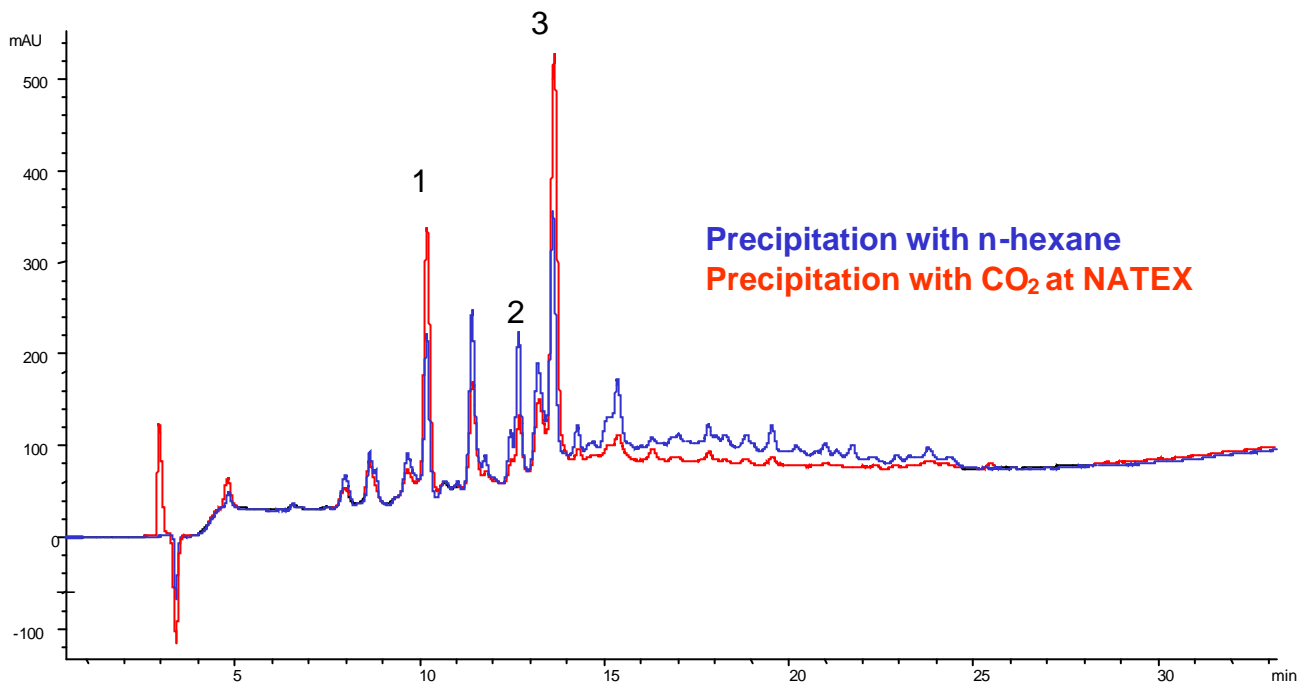 3
mAU
500
400
1
300
Precipitation with n-hexane
Precipitation with CO₂ at NATEX
2
200
100
0
-100
5 10 15 20 25 30 min